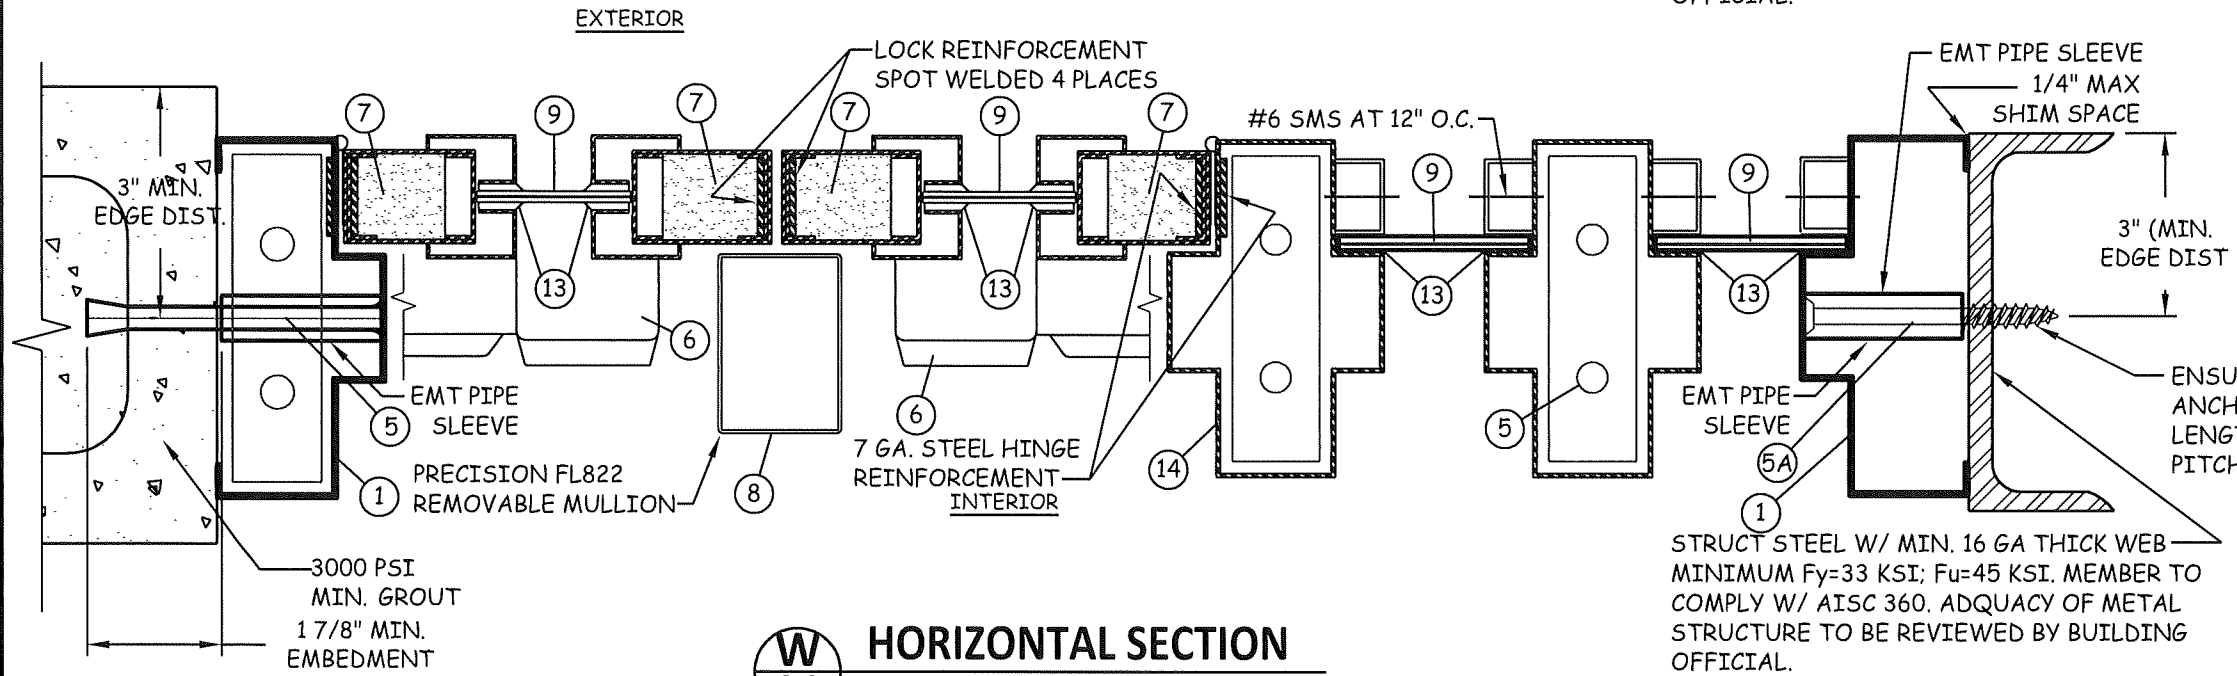 OFFICIAL.
EXTERIOR
LOCK REINFORCEMENT
SPOT WELDED 4 PLACES
EMT PIPE SLEEVE
1/4" MAX
SHIM SPACE
7
9
7
7
9
7
#6 SMS AT 12" O.C.
3" MIN.
EDGE DIST.
9
9
3" (MIN.
EDGE DIST
13
13
13
13
6
6
EMT PIPE
SLEEVE
5
5
EMT PIPE
SLEEVE
5A
7 GA. STEEL HINGE
REINFORCEMENT
INTERIOR
14
1
PRECISION FL822
REMOVABLE MULLION
8
1
3000 PSI
MIN. GROUT
1 7/8" MIN.
EMBEDMENT
STRUCT STEEL W/ MIN. 16 GA THICK WEB
MINIMUM Fy=33 KSI; Fu=45 KSI. MEMBER TO
COMPLY W/ AISC 360. ADQUACY OF METAL
STRUCTURE TO BE REVIEWED BY BUILDING
OFFICIAL.
W
HORIZONTAL SECTION